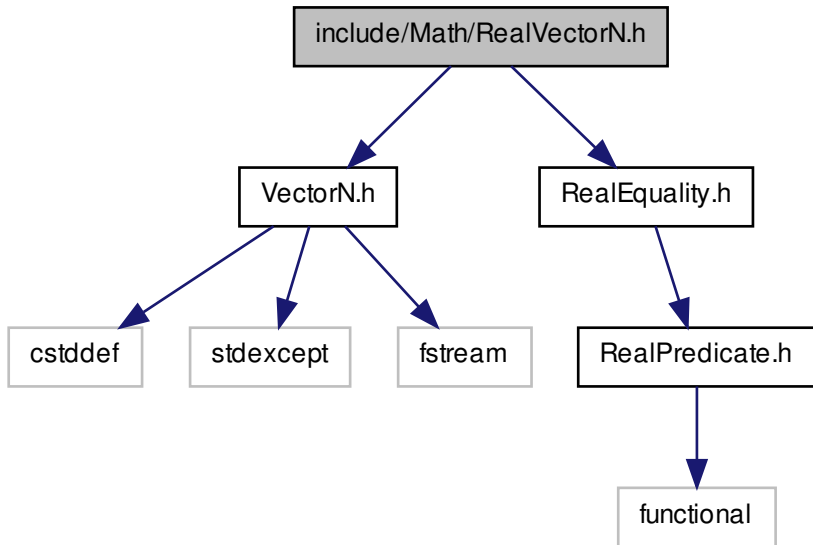 include/Math/RealVectorN.h
VectorN.h
RealEquality.h
cstddef
stdexcept
fstream
RealPredicate.h
functional